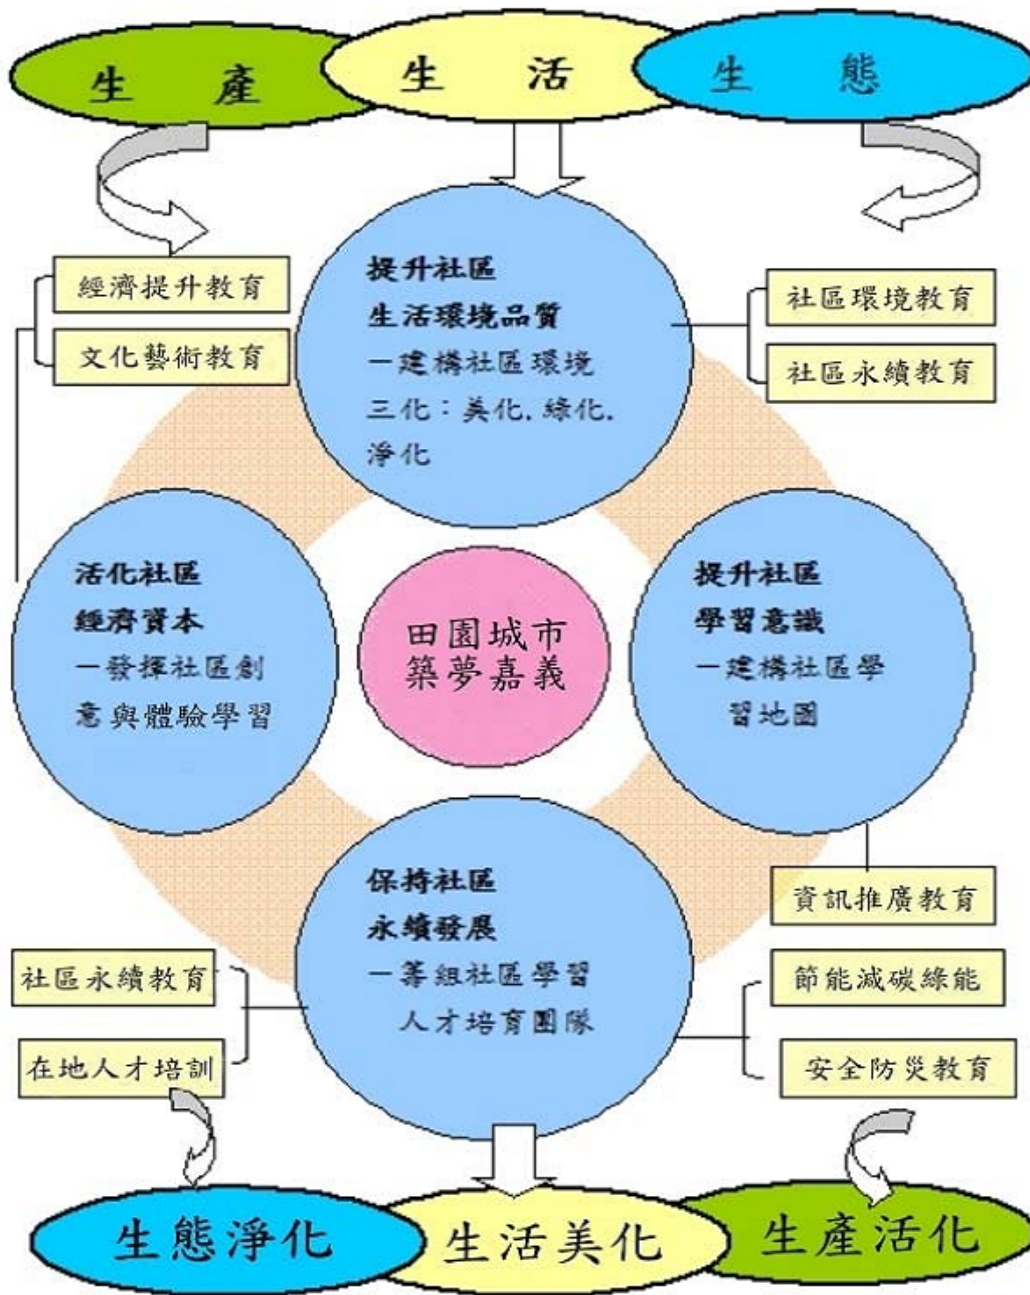 生產
生活
生態
提升社區
生活環境品質
－建構社區環境
三化：美化.綠化.
淨化
經濟提升教育
文化藝術教育
社區環境教育
社區永續教育
活化社區
經濟資本
－發揮社區創
意與體驗學習
田園城市
築夢嘉義
提升社區
學習意識
－建構社區學
習地圖
保持社區
永續發展
－籌組社區學習
人才培育團隊
資訊推廣教育
社區永續教育
在地人才培訓
節能減碳綠能
安全防災教育
生態淨化
生活美化
生產活化